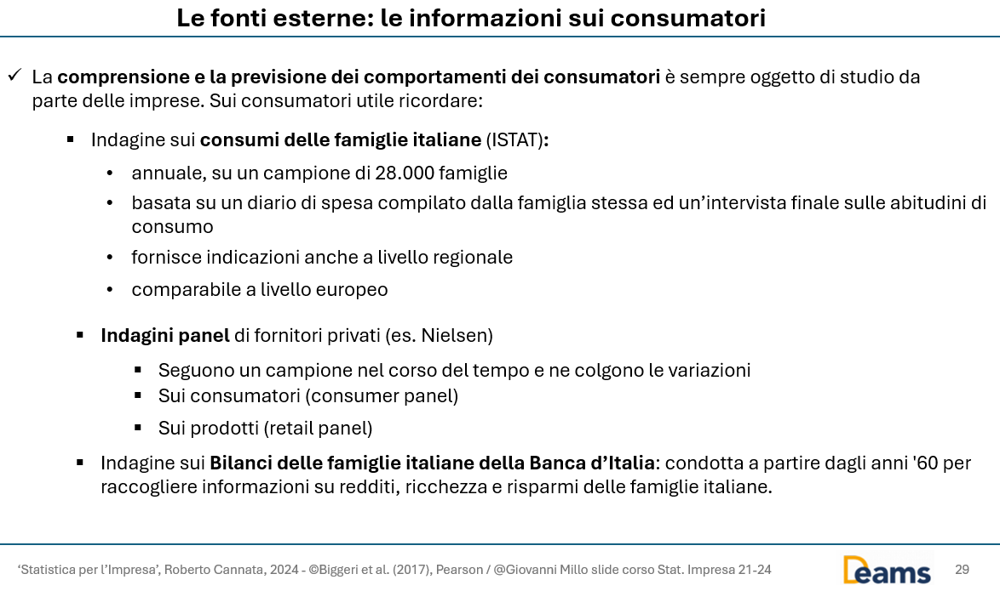 Le fonti esterne: le informazioni sui consumatori
✓ La comprensione e la previsione dei comportamenti dei consumatori è sempre oggetto di studio da
parte delle imprese. Sui consumatori utile ricordare:
▪ Indagine sui consumi delle famiglie italiane (ISTAT):
• annuale, su un campione di 28.000 famiglie
• basata su un diario di spesa compilato dalla famiglia stessa ed un’intervista finale sulle abitudini di
consumo
• fornisce indicazioni anche a livello regionale
• comparabile a livello europeo
▪ Indagini panel di fornitori privati (es. Nielsen)
▪ Seguono un campione nel corso del tempo e ne colgono le variazioni
▪ Sui consumatori (consumer panel)
▪ Sui prodotti (retail panel)
▪ Indagine sui Bilanci delle famiglie italiane della Banca d’Italia: condotta a partire dagli anni '60 per
raccogliere informazioni su redditi, ricchezza e risparmi delle famiglie italiane.
‘Statistica per l’Impresa’, Roberto Cannata, 2024 - ©Biggeri et al. (2017), Pearson / @Giovanni Millo slide corso Stat. Impresa 21-24
Deams
29